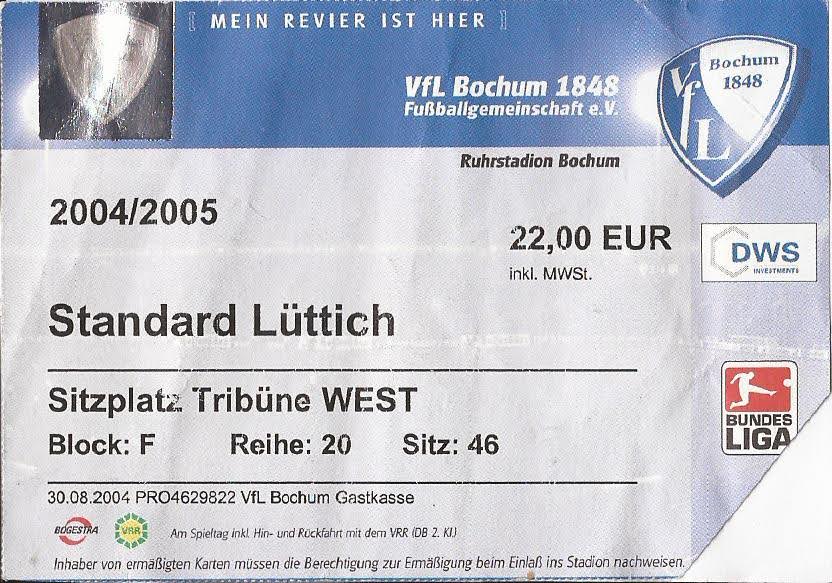 [ MEIN REVIER IST HIER ]
VfL Bochum 1848
Fußballgemeinschaft e.V.
VfL
Bochum
1848
Ruhrstadion Bochum
2004/2005
22,00 EUR
inkl. MWSt.
DWS
INVESTMENTS
Standard Lüttich
Sitzplatz Tribüne WEST
Block: F Reihe: 20 Sitz: 46
BUNDES
LIGA
30.08.2004 PRO4629822 VfL Bochum Gastkasse
BOGESTRA VRR Am Spieltag inkl. Hin- und Rückfahrt mit dem VRR (DB 2. Kl.)
Inhaber von ermäßigten Karten müssen die Berechtigung zur Ermäßigung beim Einlaß ins Stadion nachweisen.